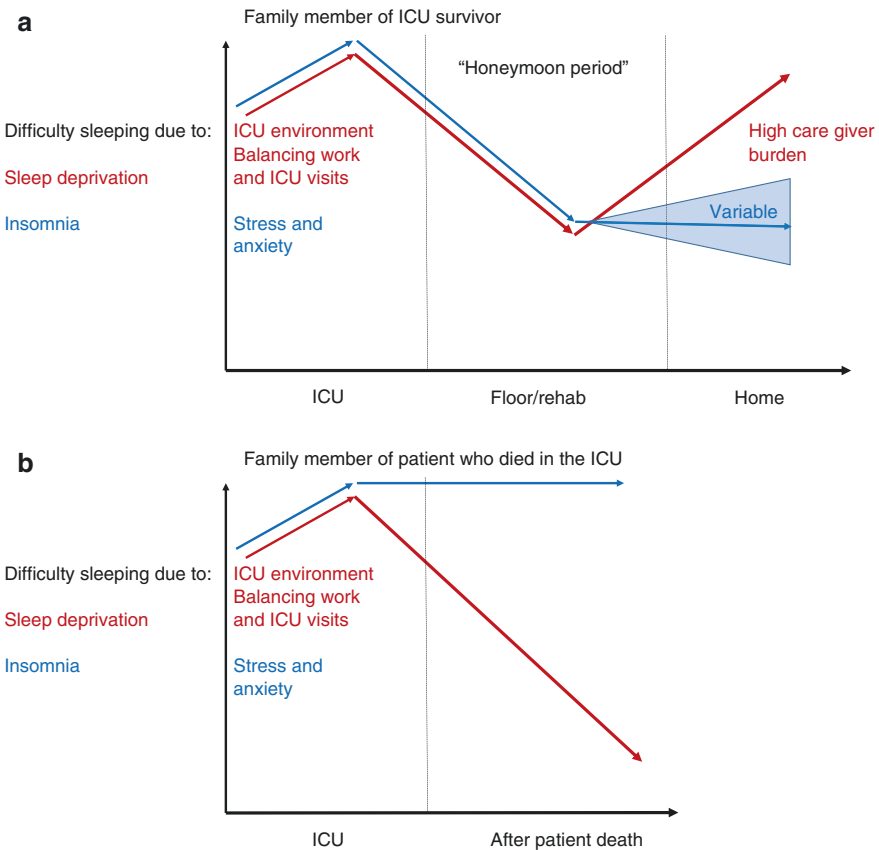 a
Family member of ICU survivor
"Honeymoon period"
Difficulty sleeping due to:
Sleep deprivation
Insomnia
ICU environment
Balancing work
and ICU visits
Stress and
anxiety
High care giver
burden
Variable
ICU
Floor/rehab
Home
b
Family member of patient who died in the ICU
Difficulty sleeping due to:
Sleep deprivation
Insomnia
ICU environment
Balancing work
and ICU visits
Stress and
anxiety
ICU
After patient death